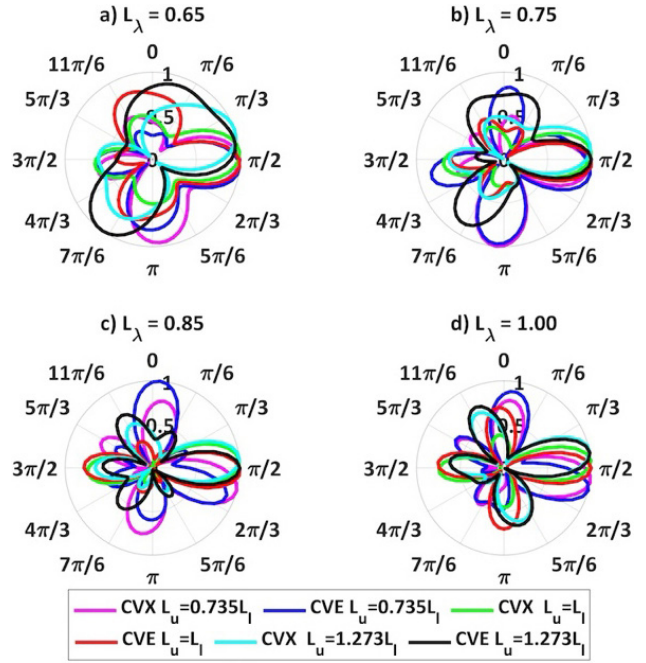 a) L_λ = 0.65
b) L_λ = 0.75
0
0
11π/6
1
π/6
11π/6
1
π/6
5π/3
0.5
π/3
5π/3
0.5
π/3
3π/2
0
π/2
3π/2
0
π/2
4π/3
2π/3
4π/3
2π/3
7π/6
5π/6
7π/6
5π/6
π
π
c) L_λ = 0.85
d) L_λ = 1.00
0
0
11π/6
1
π/6
11π/6
1
π/6
5π/3
0.5
π/3
5π/3
0.5
π/3
3π/2
0
π/2
3π/2
0
π/2
4π/3
2π/3
4π/3
2π/3
7π/6
5π/6
7π/6
5π/6
π
π
CVX L_u=0.735L_l CVE L_u=0.735L_l CVX L_u=L_l
CVE L_u=L_l CVX L_u=1.273L_l CVE L_u=1.273L_l